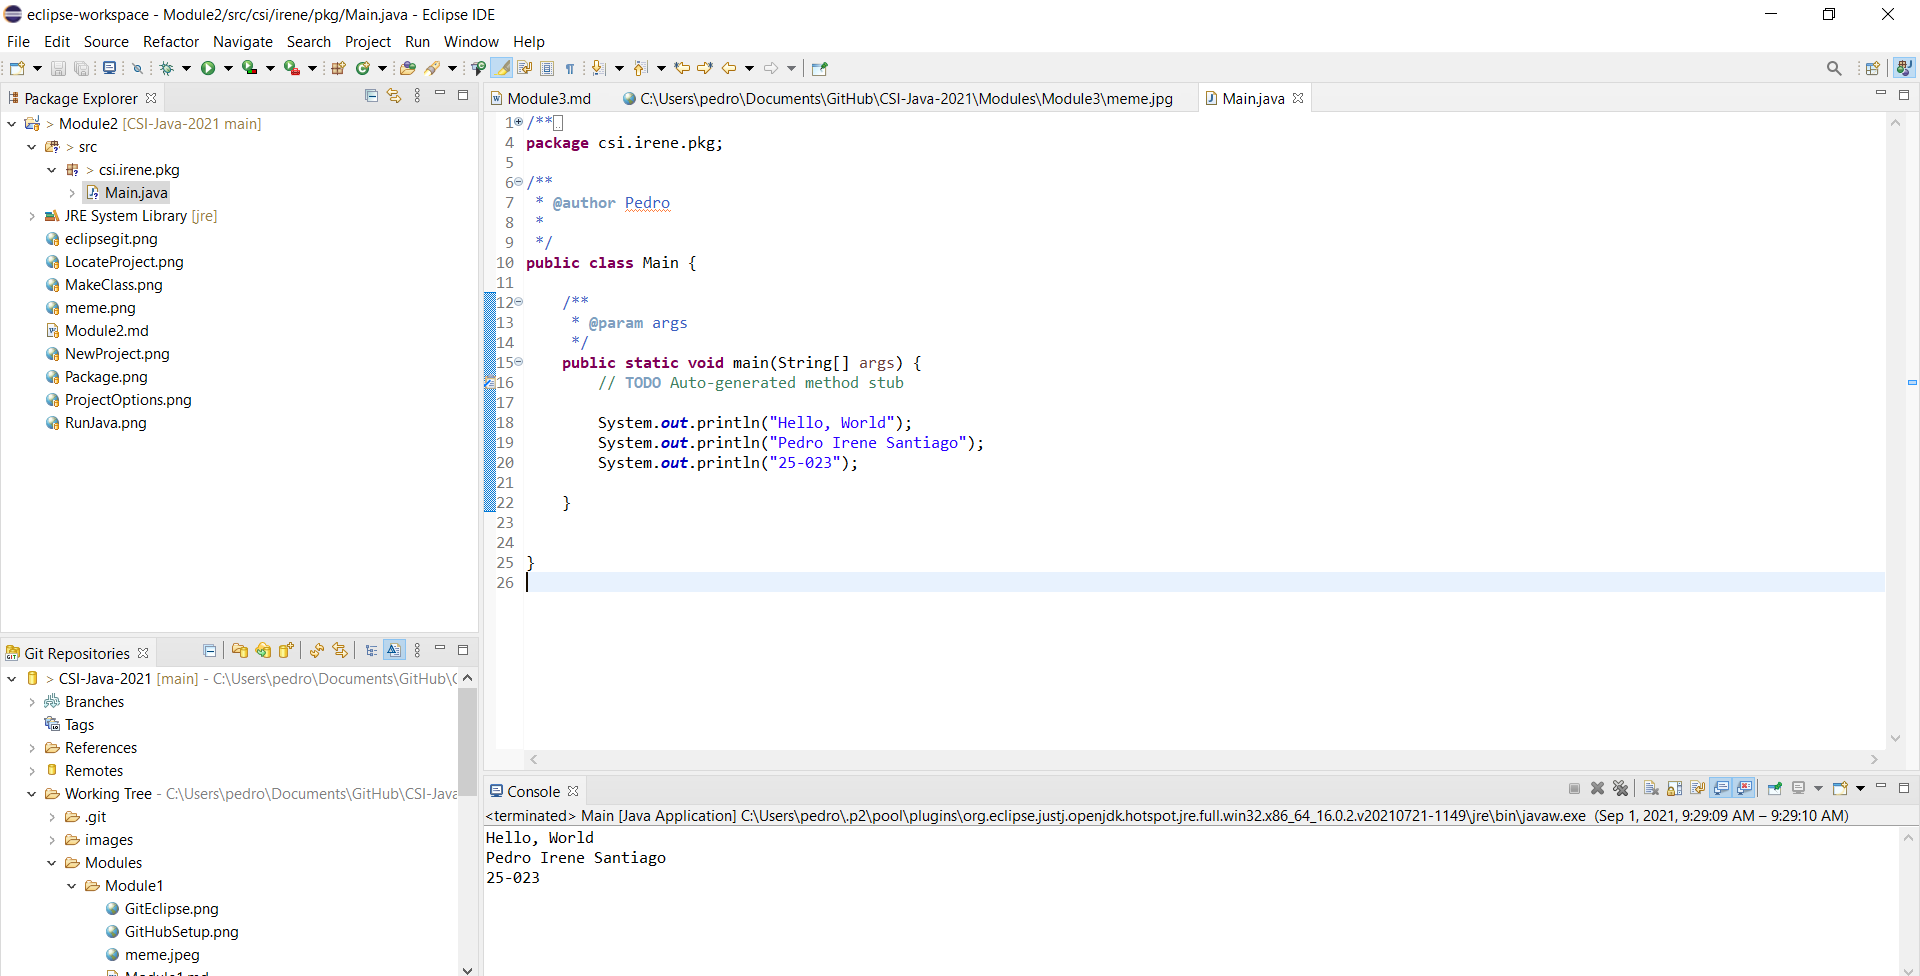 eclipse-workspace - Module2/src/csi/irene/pkg/Main.java - Eclipse IDE
File Edit Source Refactor Navigate Search Project Run Window Help
Package Explorer
> Module2 [CSI-Java-2021 main]
> src
> csi.irene.pkg
Main.java
JRE System Library [jre]
eclipsegit.png
LocateProject.png
MakeClass.png
meme.png
Module2.md
NewProject.png
Package.png
ProjectOptions.png
RunJava.png
Git Repositories
> CSI-Java-2021 [main] - C:\Users\pedro\Documents\GitHub\
Branches
Tags
References
Remotes
Working Tree - C:\Users\pedro\Documents\GitHub\CSI-Java
.git
images
Modules
Module1
GitEclipse.png
GitHubSetup.png
meme.jpeg
Module1.md
Module3.md C:\Users\pedro\Documents\GitHub\CSI-Java-2021\Modules\Module3\meme.jpg Main.java
1 /**
4 package csi.irene.pkg;
5
6 /**
7 * @author Pedro
8 *
9 */
10 public class Main {
11
12 /**
13 * @param args
14 */
15 public static void main(String[] args) {
16 // TODO Auto-generated method stub
17
18 System.out.println("Hello, World");
19 System.out.println("Pedro Irene Santiago");
20 System.out.println("25-023");
21
22 }
23
24
25 }
26
Console
<terminated> Main [Java Application] C:\Users\pedro\.p2\pool\plugins\org.eclipse.justj.openjdk.hotspot.jre.full.win32.x86_64_16.0.2.v20210721-1149\jre\bin\javaw.exe (Sep 1, 2021, 9:29:09 AM – 9:29:10 AM)
Hello, World
Pedro Irene Santiago
25-023